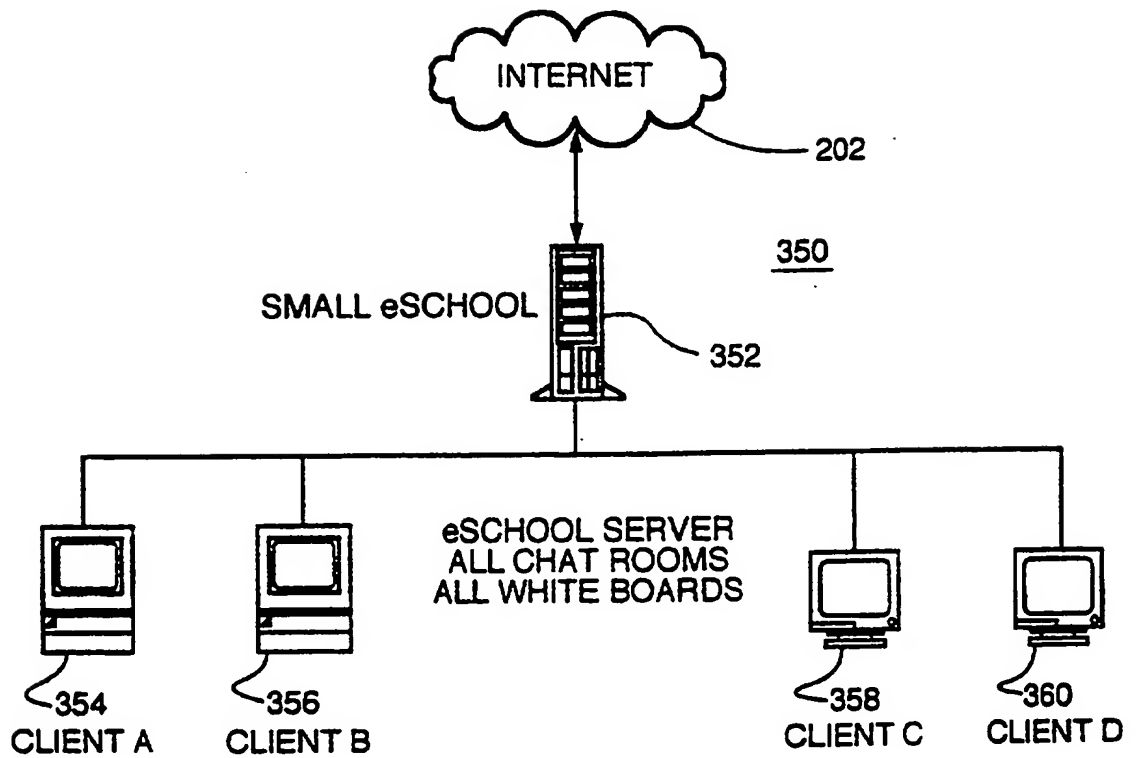 INTERNET
202
350
SMALL eSCHOOL
352
eSCHOOL SERVER
ALL CHAT ROOMS
ALL WHITE BOARDS
354
CLIENT A
356
CLIENT B
358
CLIENT C
360
CLIENT D